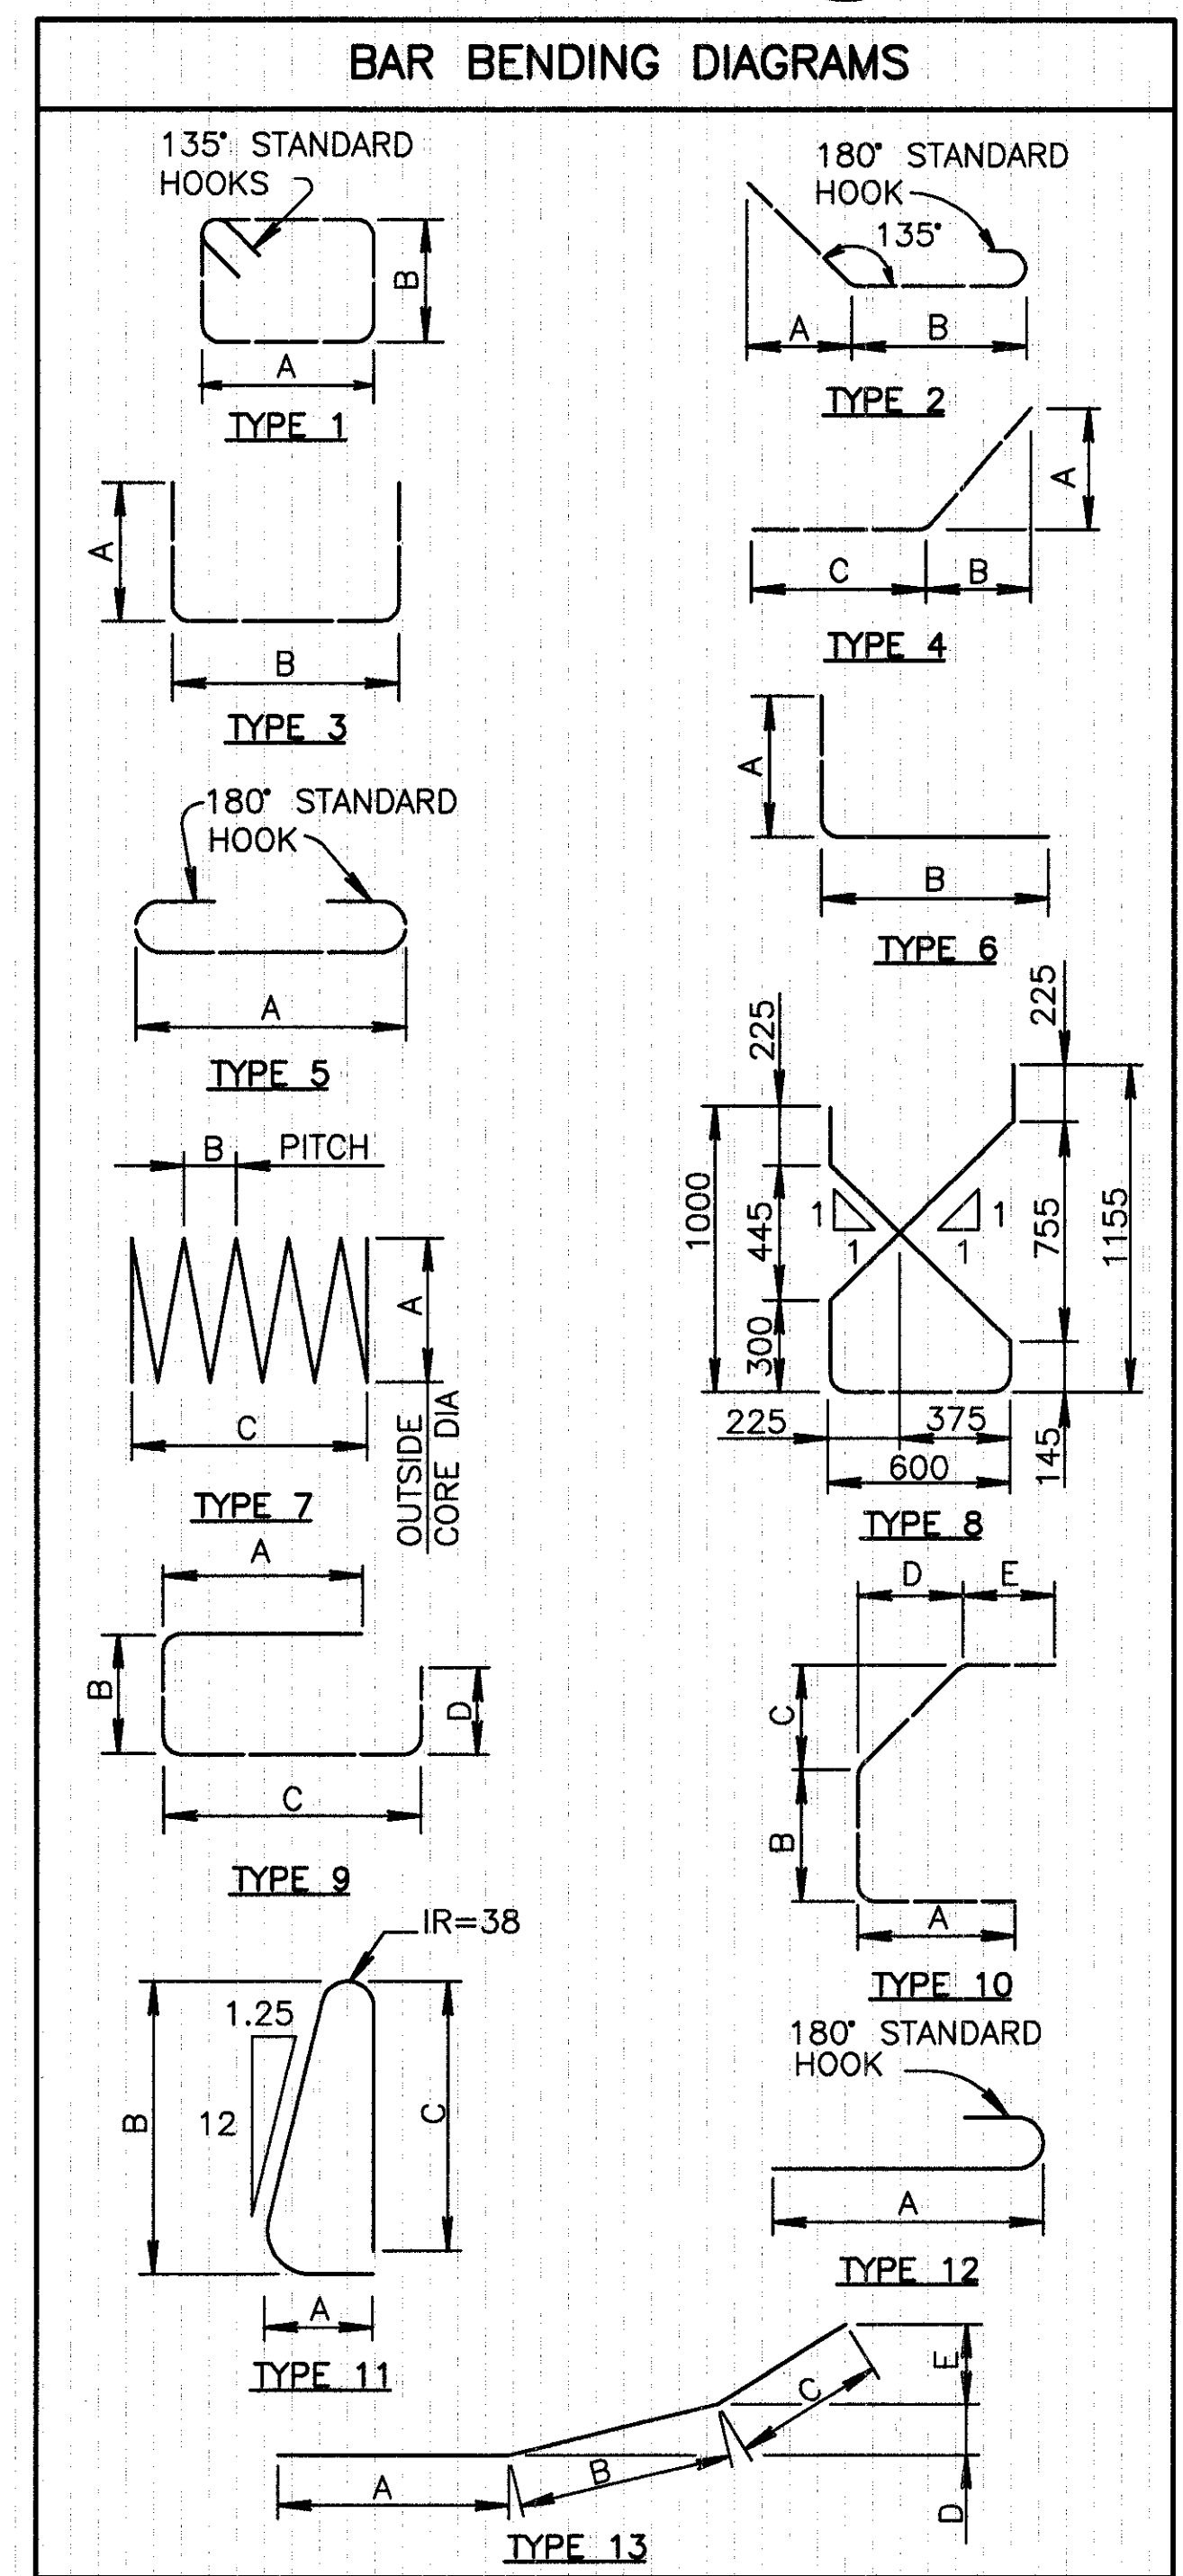 BAR BENDING DIAGRAMS
135° STANDARD
HOOKS
B
A
TYPE 1
180° STANDARD
HOOK
135°
A
B
TYPE 2
A
B
TYPE 3
A
C
B
TYPE 4
180° STANDARD
HOOK
A
TYPE 5
A
B
TYPE 6
B
PITCH
A
C
OUTSIDE
CORE DIA
TYPE 7
225
225
1000
445
300
1
1
1
1
755
1155
145
225
375
600
TYPE 8
A
B
D
C
TYPE 9
D
E
C
B
A
TYPE 10
IR=38
1.25
12
B
C
A
TYPE 11
180° STANDARD
HOOK
A
TYPE 12
E
C
B
A
D
TYPE 13